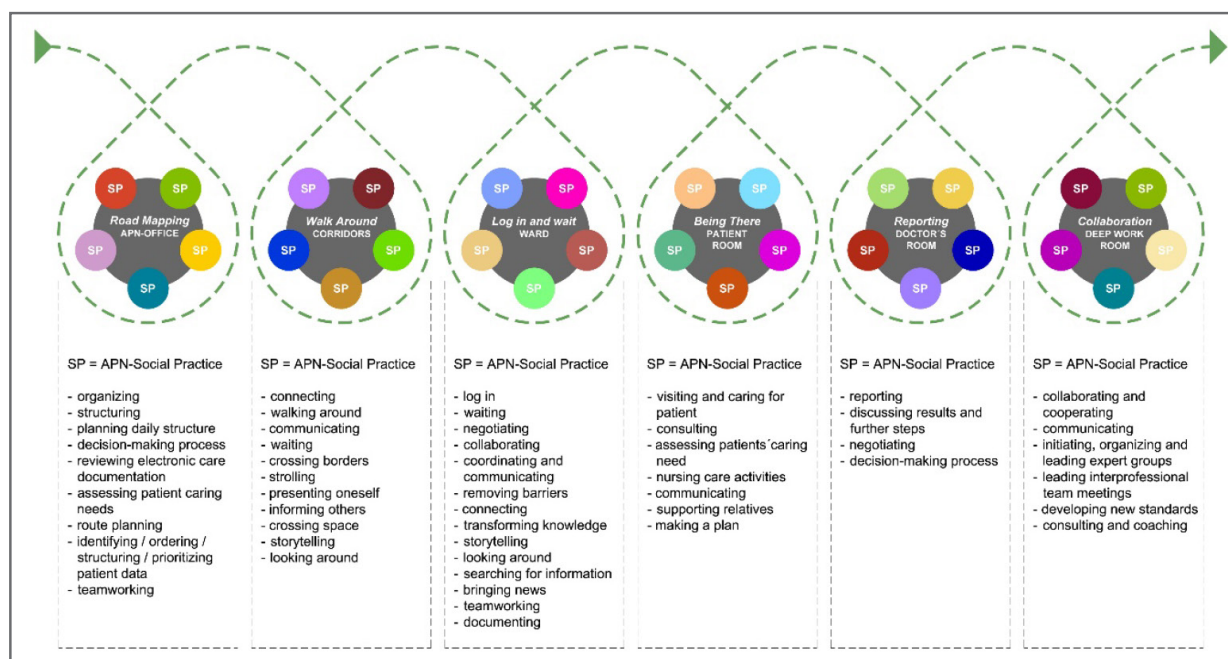 SP SP
Road Mapping
APN-OFFICE
SP SP
SP
SP SP
Walk Around
CORRIDORS
SP SP
SP
SP SP
Log in and wait
WARD
SP SP
SP
SP SP
Being There
PATIENT
ROOM
SP SP
SP
SP SP
Reporting
DOCTOR´S
ROOM
SP SP
SP
SP SP
Collaboration
DEEP WORK
ROOM
SP SP
SP
SP = APN-Social Practice
- organizing
- structuring
- planning daily structure
- decision-making process
- reviewing electronic care
documentation
- assessing patient caring
needs
- route planning
- identifying / ordering /
structuring / prioritizing
patient data
- teamworking
SP = APN-Social Practice
- connecting
- walking around
- communicating
- waiting
- crossing borders
- strolling
- presenting oneself
- informing others
- crossing space
- storytelling
- looking around
SP = APN-Social Practice
- log in
- waiting
- negotiating
- collaborating
- coordinating and
communicating
- removing barriers
- connecting
- transforming knowledge
- storytelling
- looking around
- searching for information
- bringing news
- teamworking
- documenting
SP = APN-Social Practice
- visiting and caring for
patient
- consulting
- assessing patients´caring
need
- nursing care activities
- communicating
- supporting relatives
- making a plan
SP = APN-Social Practice
- reporting
- discussing results and
further steps
- negotiating
- decision-making process
SP = APN-Social Practice
- collaborating and
cooperating
- communicating
- initiating, organizing and
leading expert groups
- leading interprofessional
team meetings
- developing new standards
- consulting and coaching